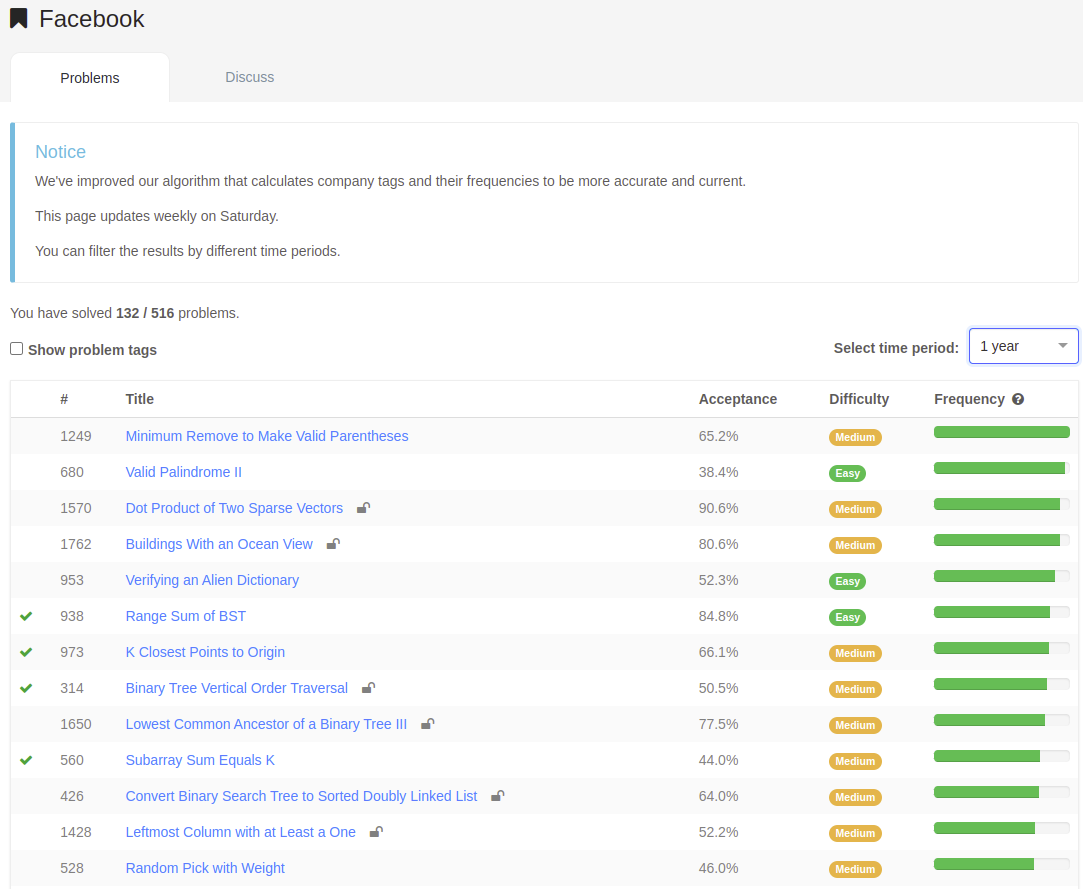 Facebook
Problems Discuss
Notice
We've improved our algorithm that calculates company tags and their frequencies to be more accurate and current.
This page updates weekly on Saturday.
You can filter the results by different time periods.
You have solved 132 / 516 problems.
Show problem tags Select time period: 1 year
# Title Acceptance Difficulty Frequency ?
1249 Minimum Remove to Make Valid Parentheses 65.2% Medium
680 Valid Palindrome II 38.4% Easy
1570 Dot Product of Two Sparse Vectors 90.6% Medium
1762 Buildings With an Ocean View 80.6% Medium
953 Verifying an Alien Dictionary 52.3% Easy
938 Range Sum of BST 84.8% Easy
973 K Closest Points to Origin 66.1% Medium
314 Binary Tree Vertical Order Traversal 50.5% Medium
1650 Lowest Common Ancestor of a Binary Tree III 77.5% Medium
560 Subarray Sum Equals K 44.0% Medium
426 Convert Binary Search Tree to Sorted Doubly Linked List 64.0% Medium
1428 Leftmost Column with at Least a One 52.2% Medium
528 Random Pick with Weight 46.0% Medium